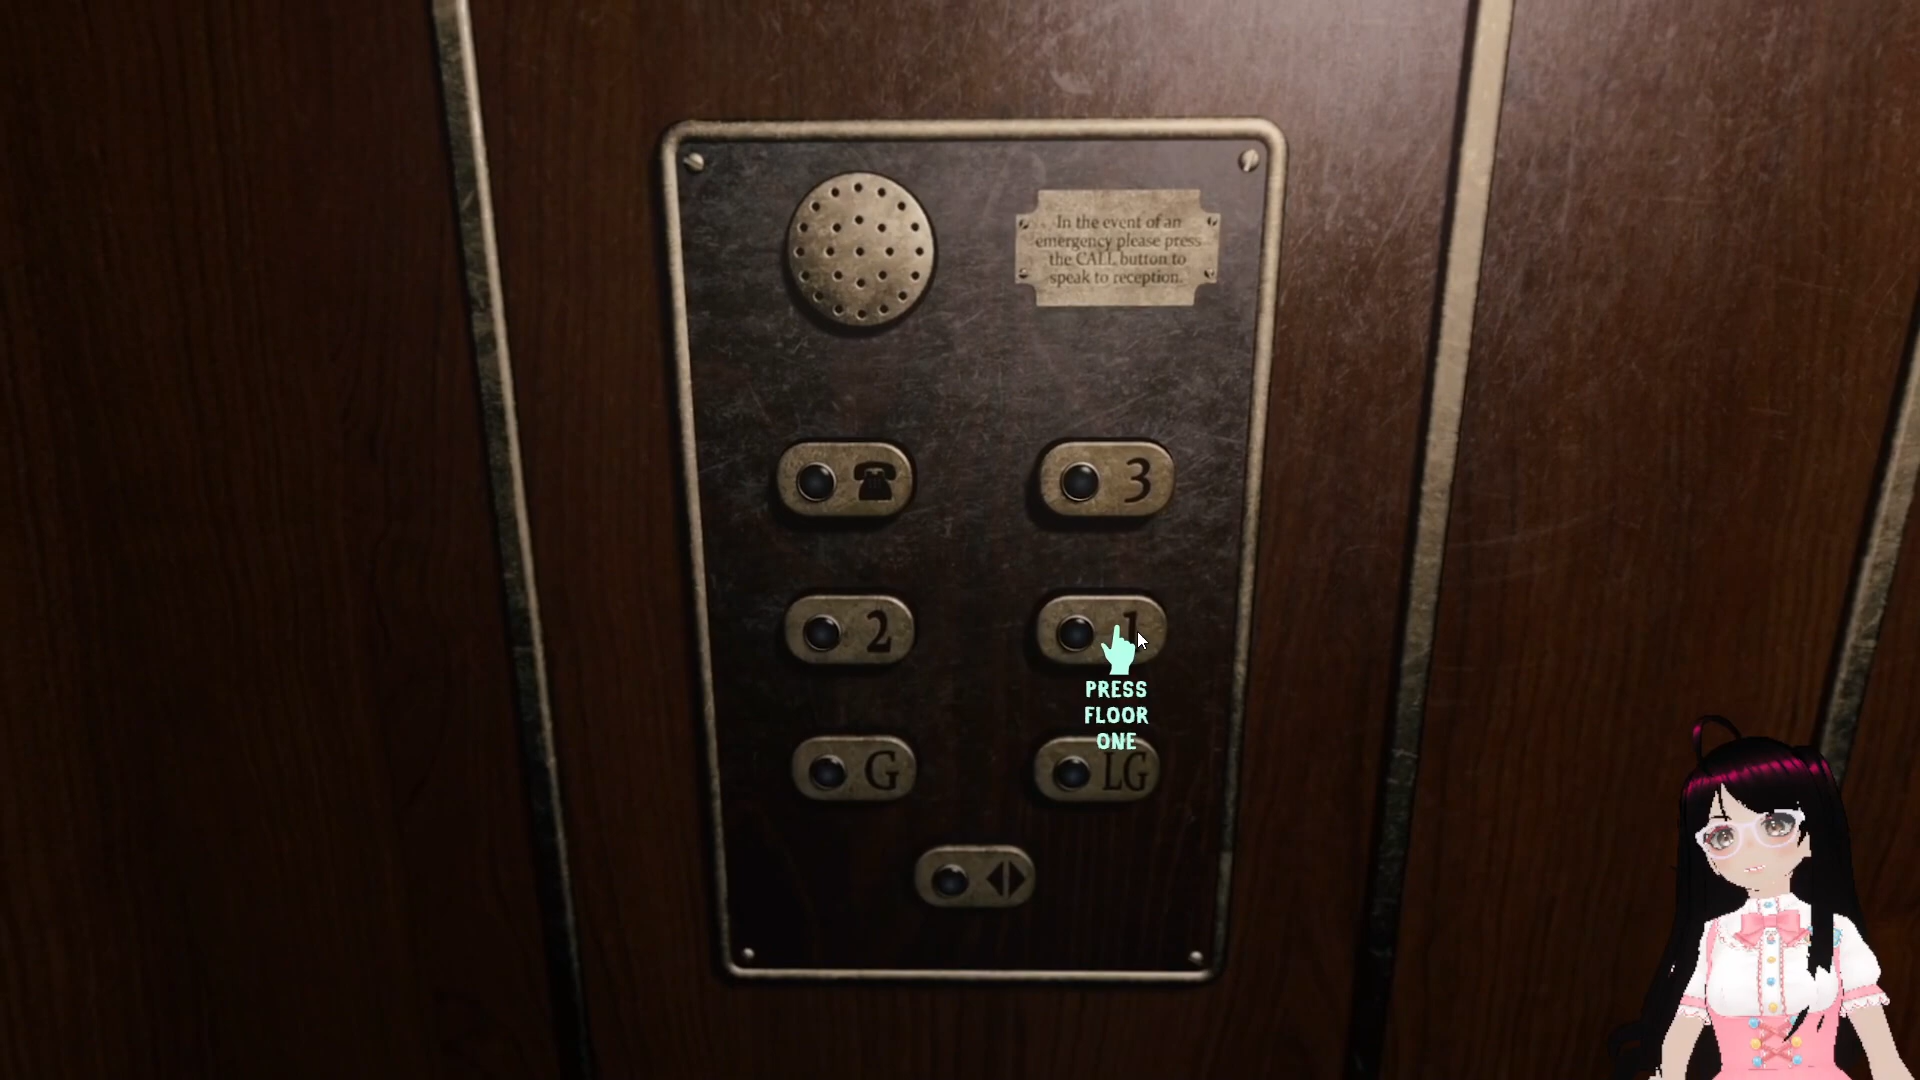 In the event of an
emergency please press
the CALL button to
speak to reception.
3
2
1
PRESS
FLOOR
ONE
G
LG